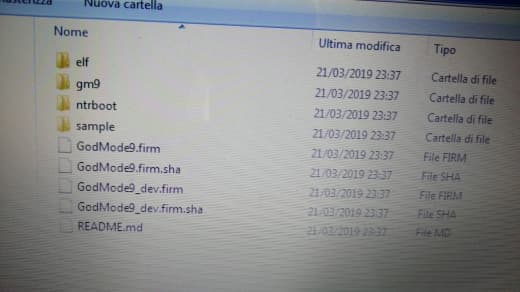 Nuova cartella
Nome Ultima modifica Tipo
elf 21/03/2019 23:37 Cartella di file
gm9 21/03/2019 23:37 Cartella di file
ntrboot 21/03/2019 23:37 Cartella di file
sample 21/03/2019 23:37 Cartella di file
GodMode9.firm 21/03/2019 23:37 File FIRM
GodMode9.firm.sha 21/03/2019 23:37 File SHA
GodMode9_dev.firm 21/03/2019 23:37 File FIRM
GodMode9_dev.firm.sha 21/03/2019 23:37 File SHA
README.md 21/03/2019 23:37 File MD